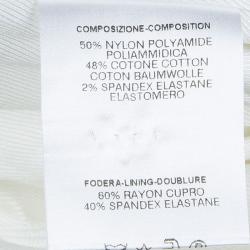 COMPOSIZIONE-COMPOSITION
50% NYLON POLYAMIDE
POLIAMMIDICA
48% COTONE COTTON
COTON BAUMWOLLE
2% SPANDEX ELASTANE
ELASTOMERO
FODERA-LINING-DOUBLURE
60% RAYON CUPRO
40% SPANDEX ELASTANE